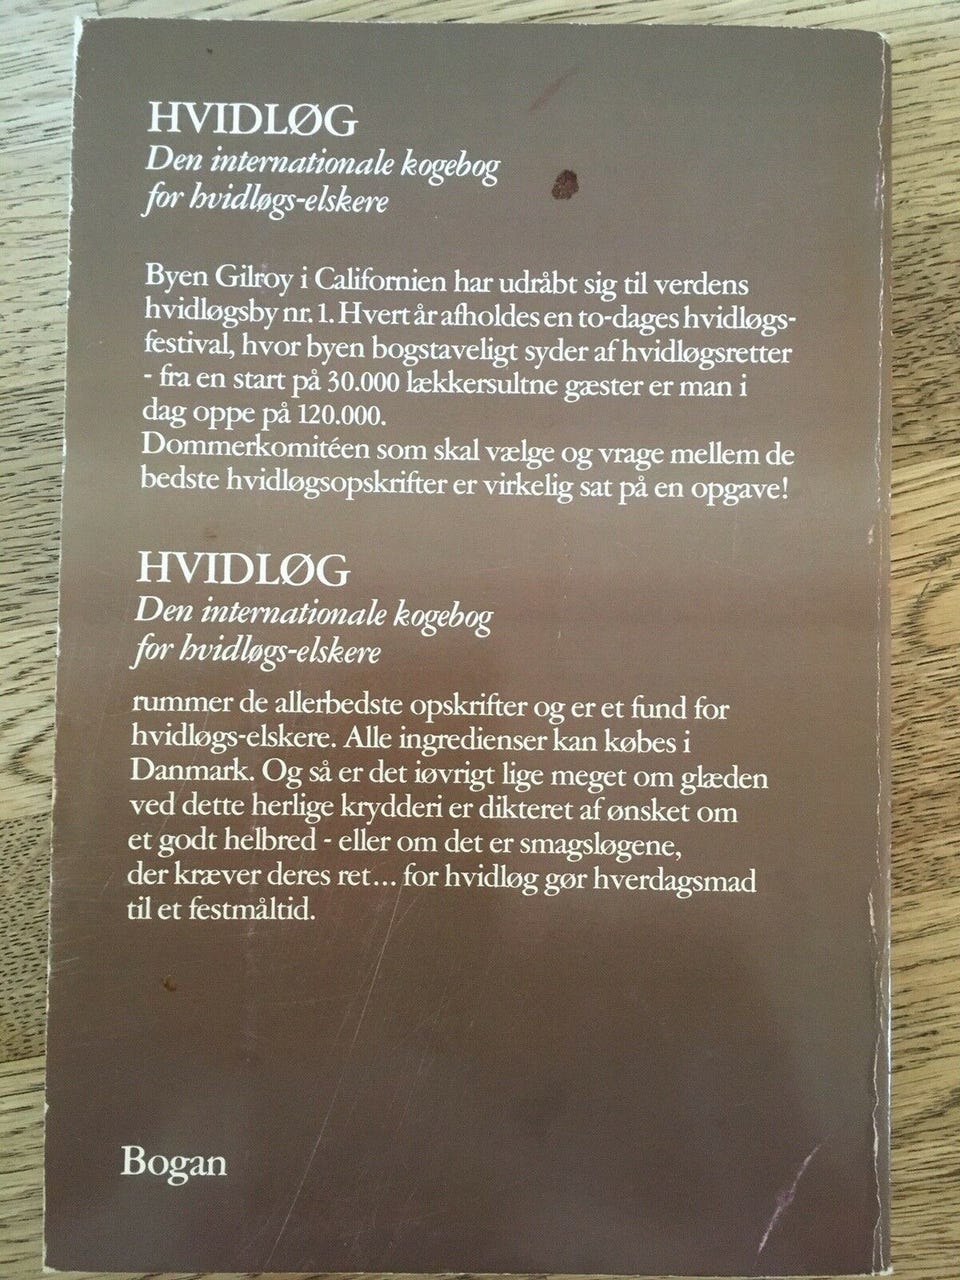 HVIDLØG
Den internationale kogebog
for hvidløgs-elskere
Byen Gilroy i Californien har udråbt sig til verdens
hvidløgsby nr. 1. Hvert år afholdes en to-dages hvidløgs-
festival, hvor byen bogstaveligt syder af hvidløgsretter
- fra en start på 30.000 lækkersultne gæster er man i
dag oppe på 120.000.
Dommerkomitéen som skal vælge og vrage mellem de
bedste hvidløgsopskrifter er virkelig sat på en opgave!
HVIDLØG
Den internationale kogebog
for hvidløgs-elskere
rummer de allerbedste opskrifter og er et fund for
hvidløgs-elskere. Alle ingredienser kan købes i
Danmark. Og så er det iøvrigt lige meget om glæden
ved dette herlige krydderi er dikteret af ønsket om
et godt helbred - eller om det er smagsløgene,
der kræver deres ret... for hvidløg gør hverdagsmad
til et festmåltid.
Bogan